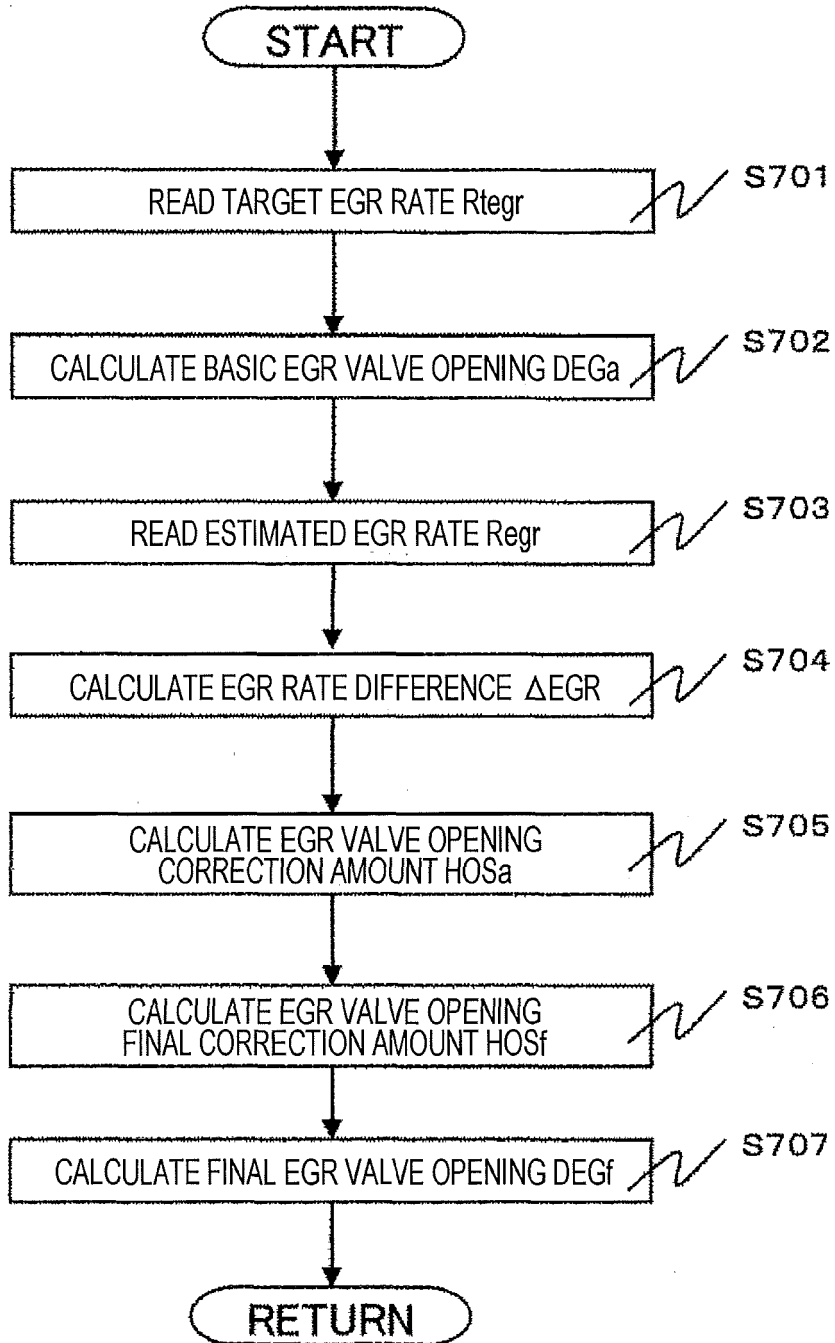 START
READ TARGET EGR RATE Rtegr
S701
CALCULATE BASIC EGR VALVE OPENING DEGa
S702
READ ESTIMATED EGR RATE Regr
S703
CALCULATE EGR RATE DIFFERENCE ΔEGR
S704
CALCULATE EGR VALVE OPENING
CORRECTION AMOUNT HOSa
S705
CALCULATE EGR VALVE OPENING
FINAL CORRECTION AMOUNT HOSf
S706
CALCULATE FINAL EGR VALVE OPENING DEGf
S707
RETURN